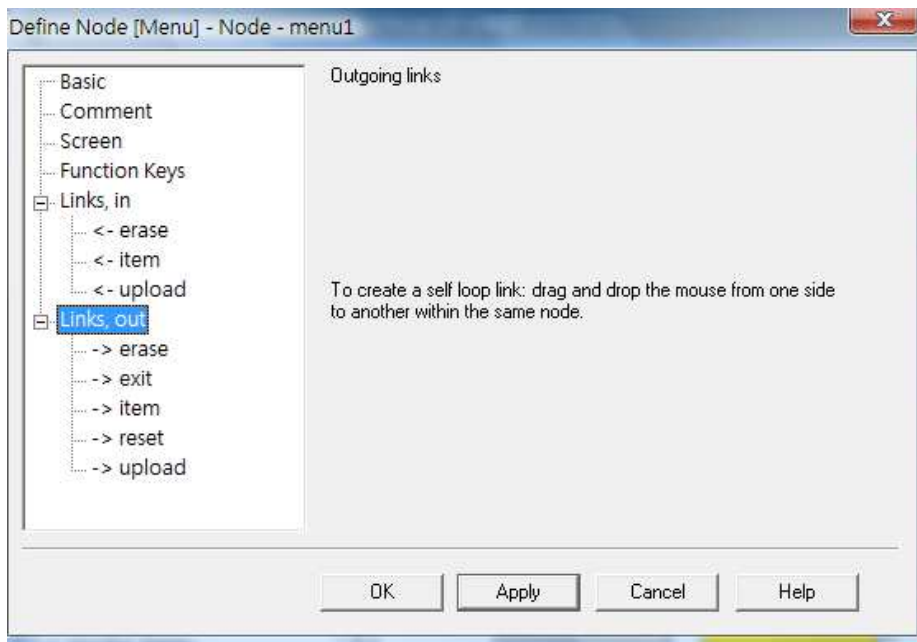 Define Node [Menu] - Node - menu1
Basic
Comment
Screen
Function Keys
Links, in
<- erase
<- item
<- upload
Links, out
-> erase
-> exit
-> item
-> reset
-> upload
Outgoing links
To create a self loop link: drag and drop the mouse from one side
to another within the same node.
OK
Apply
Cancel
Help